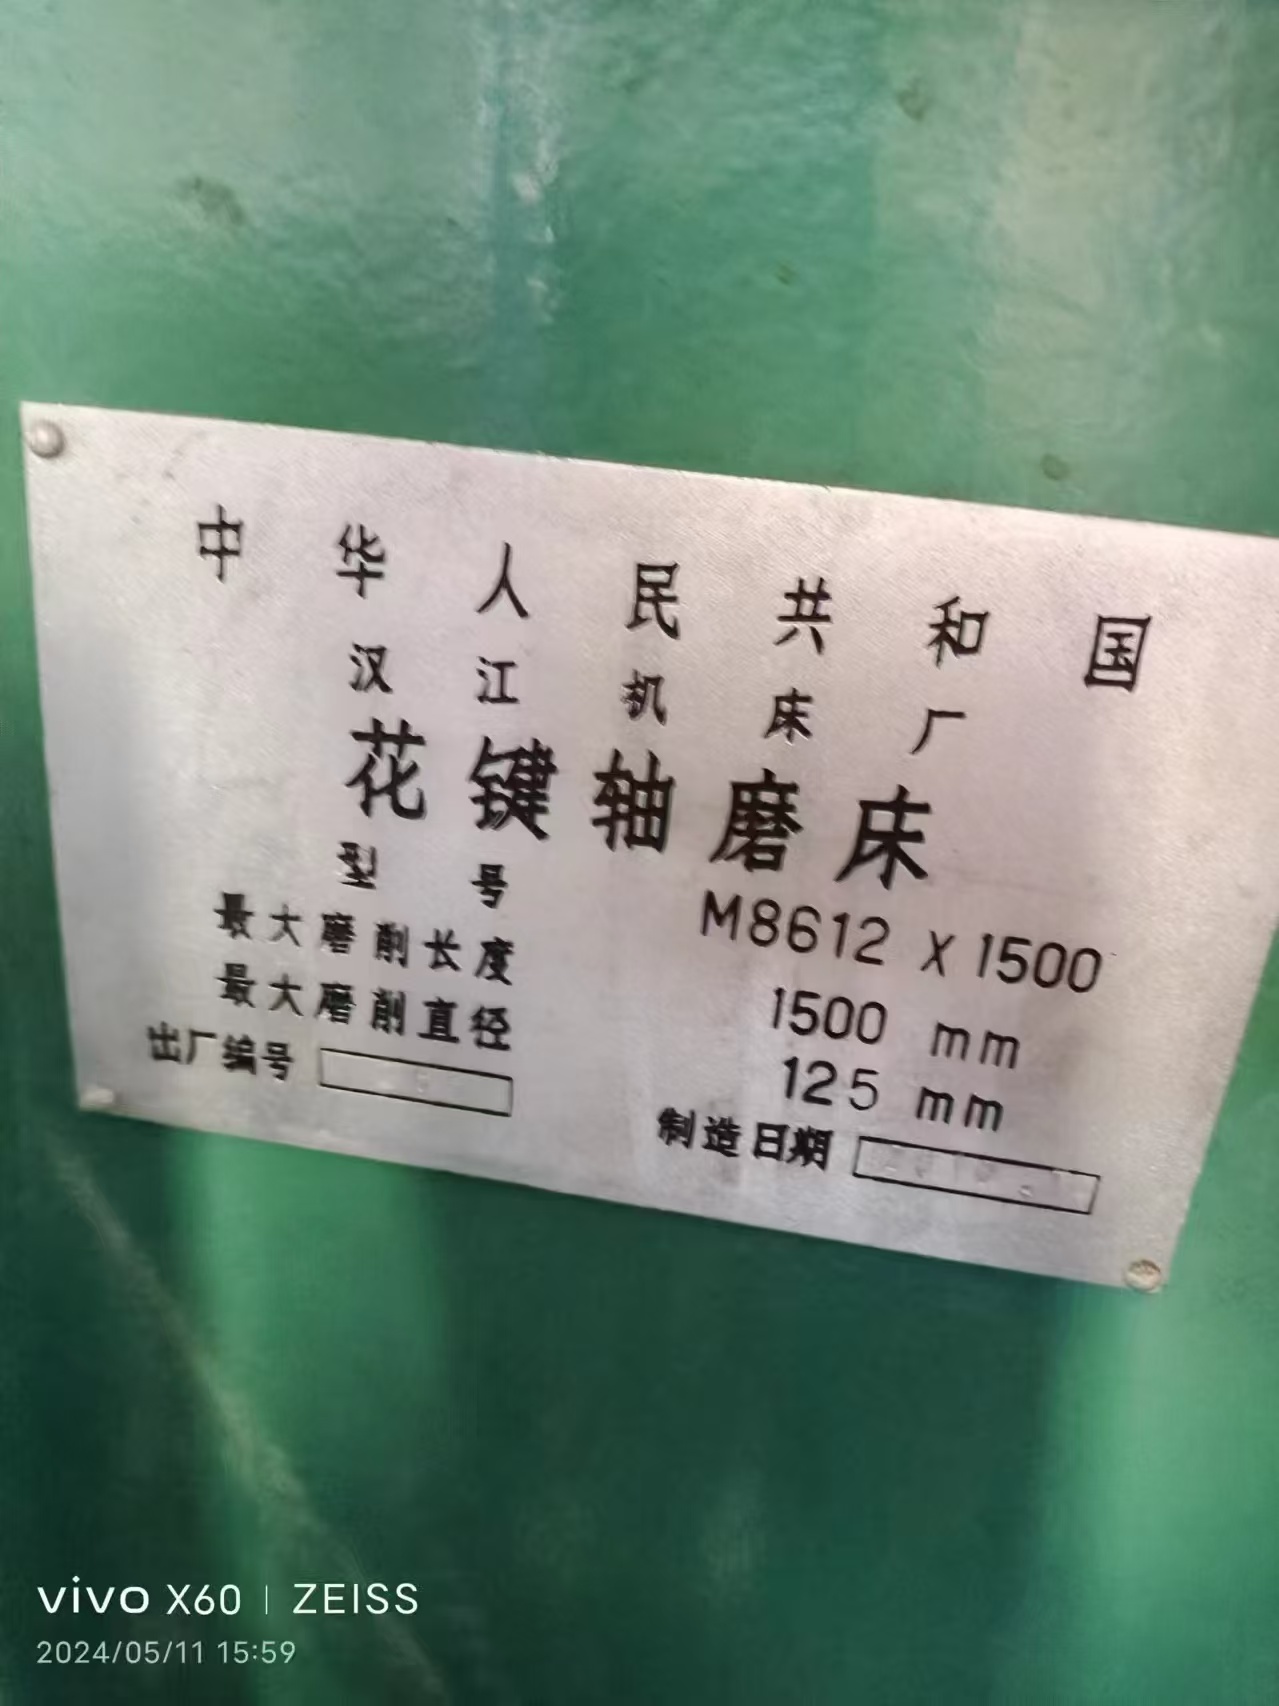 中华人民共和国
汉江机床厂
花键轴磨床
型号 M8612 X 1500
最大磨削长度 1500 mm
最大磨削直径 125 mm
出厂编号
制造日期
vivo X60 | ZEISS
2024/05/11 15:59